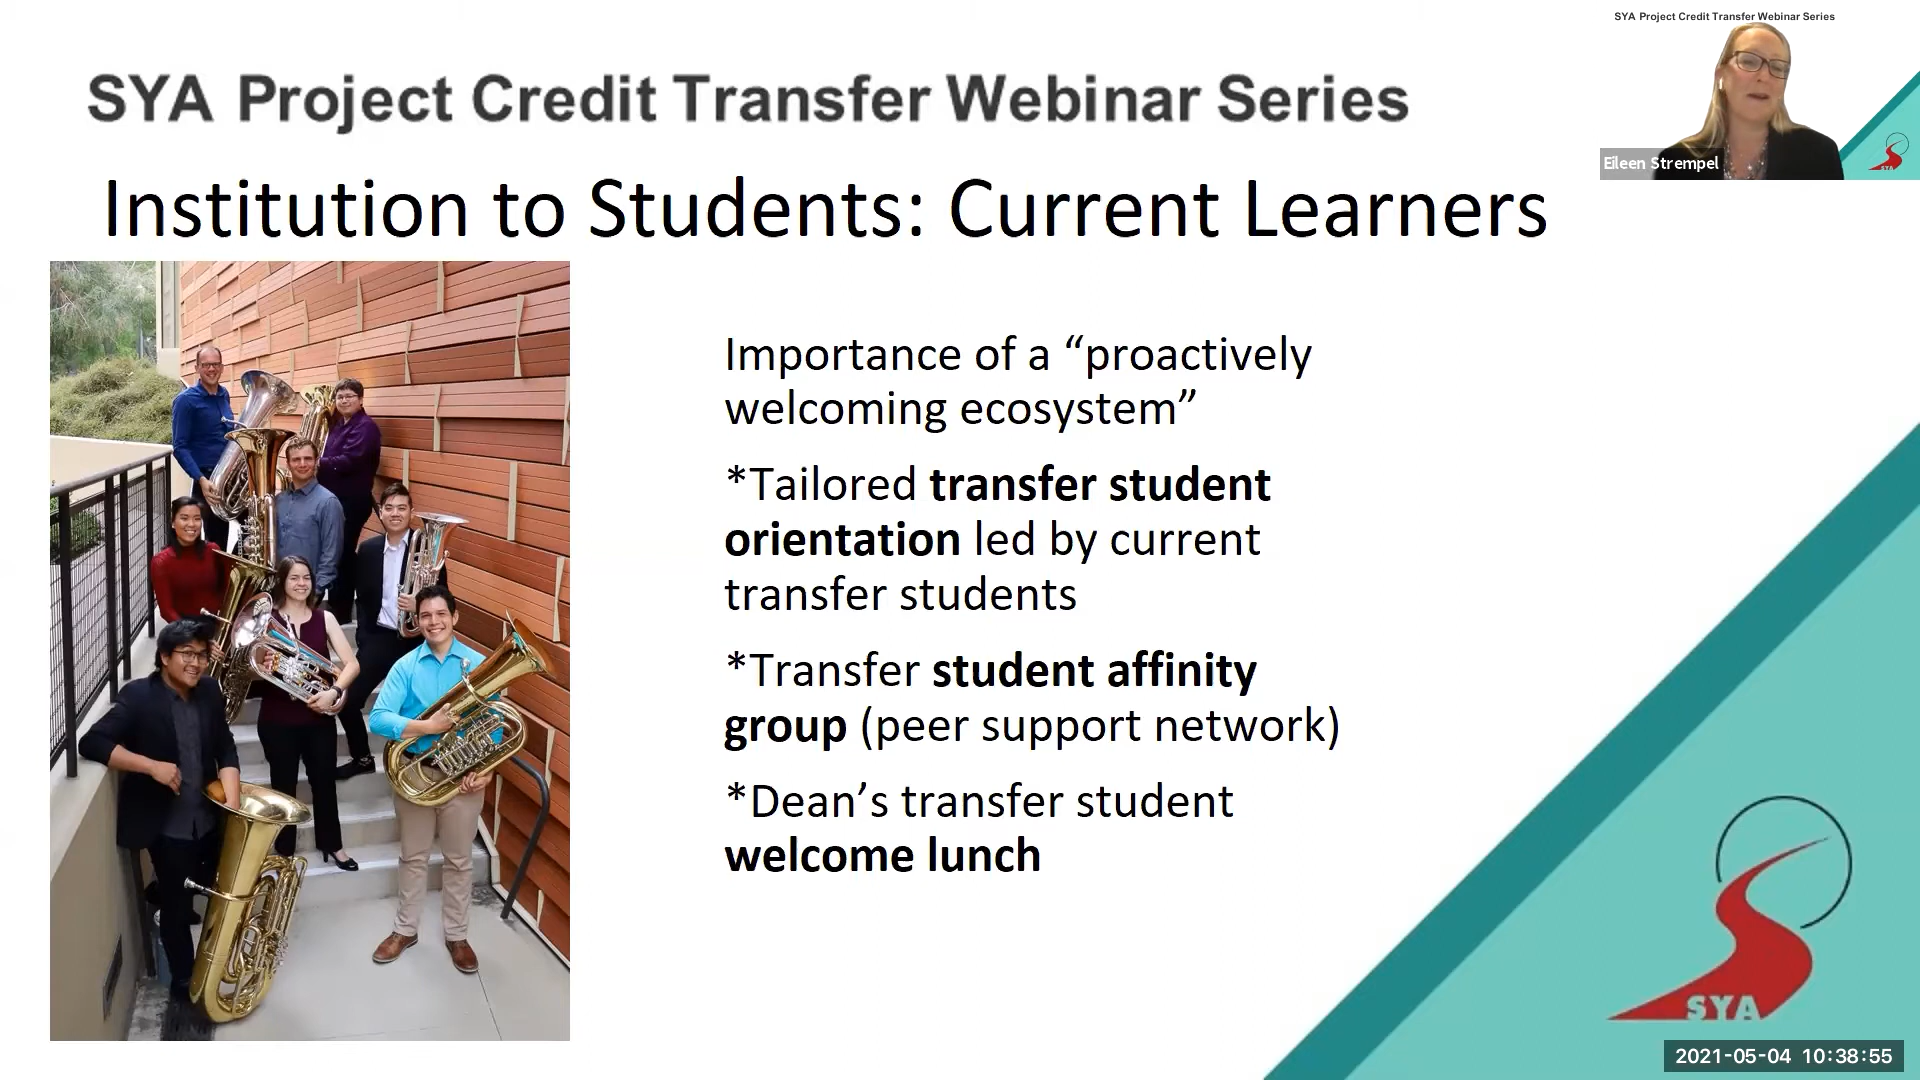 SYA Project Credit Transfer Webinar Series
SYA Project Credit Transfer Webinar Series
Eileen Strempel
SYA
Institution to Students: Current Learners
Importance of a “proactively
welcoming ecosystem”
*Tailored transfer student
orientation led by current
transfer students
*Transfer student affinity
group (peer support network)
*Dean’s transfer student
welcome lunch
SYA
2021-05-04 10:38:55